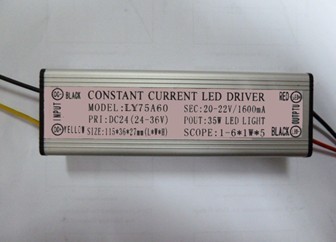 CONSTANT CURRENT LED DRIVER
MODEL:LY75A60 SEC:20-22V/1600mA
PRI:DC24(24-36V) POUT:35W LED LIGHT
SIZE:115*36*27mm(L*W*H) SCOPE:1-6*1W*5
INPUT
BLACK
YELLOW
RED
BLACK
OUTPUT